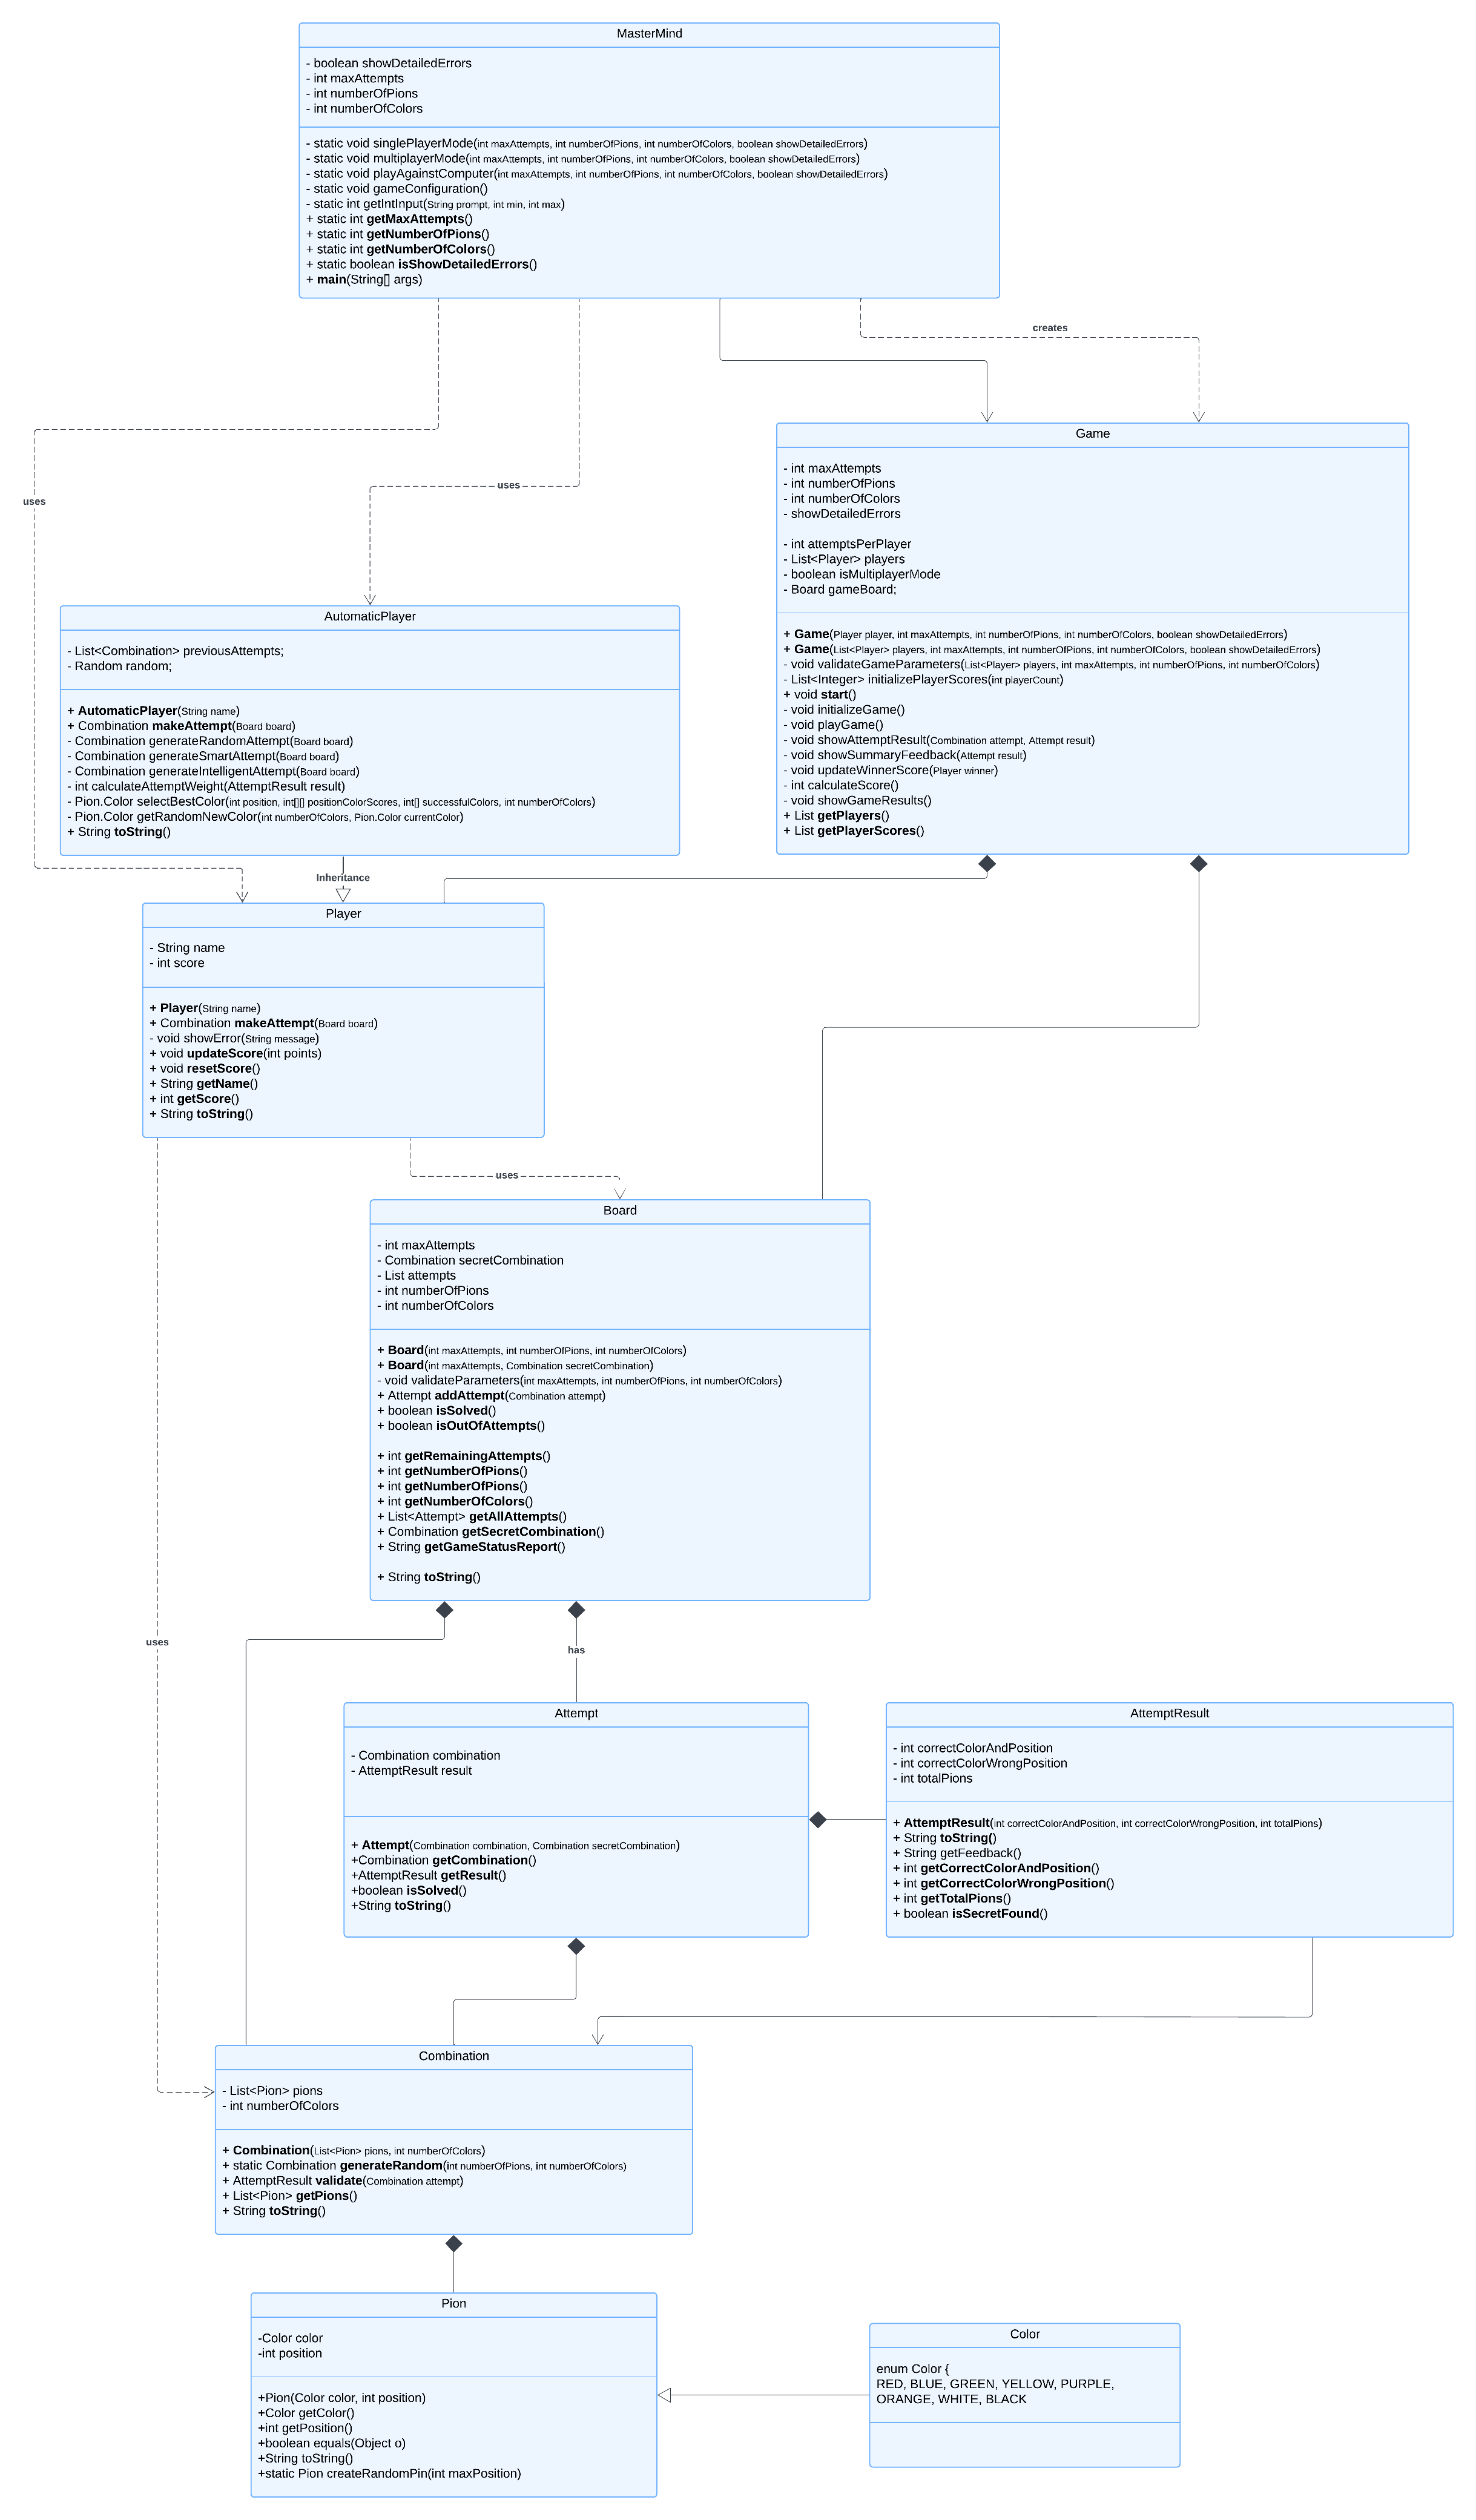 MasterMind
- boolean showDetailedErrors
- int maxAttempts
- int numberOfPions
- int numberOfColors
- static void singlePlayerMode(int maxAttempts, int numberOfPions, int numberOfColors, boolean showDetailedErrors)
- static void multiplayerMode(int maxAttempts, int numberOfPions, int numberOfColors, boolean showDetailedErrors)
- static void playAgainstComputer(int maxAttempts, int numberOfPions, int numberOfColors, boolean showDetailedErrors)
- static void gameConfiguration()
- static int getIntInput(String prompt, int min, int max)
+ static int getMaxAttempts()
+ static int getNumberOfPions()
+ static int getNumberOfColors()
+ static boolean isShowDetailedErrors()
+ main(String[] args)
creates
uses
uses
Game
- int maxAttempts
- int numberOfPions
- int numberOfColors
- showDetailedErrors
- int attemptsPerPlayer
- List<Player> players
- boolean isMultiplayerMode
- Board gameBoard;
+ Game(Player player, int maxAttempts, int numberOfPions, int numberOfColors, boolean showDetailedErrors)
+ Game(List<Player> players, int maxAttempts, int numberOfPions, int numberOfColors, boolean showDetailedErrors)
- void validateGameParameters(List<Player> players, int maxAttempts, int numberOfPions, int numberOfColors)
- List<Integer> initializePlayerScores(int playerCount)
+ void start()
- void initializeGame()
- void playGame()
- void showAttemptResult(Combination attempt, Attempt result)
- void showSummaryFeedback(Attempt result)
- void updateWinnerScore(Player winner)
- int calculateScore()
- void showGameResults()
+ List getPlayers()
+ List getPlayerScores()
AutomaticPlayer
- List<Combination> previousAttempts;
- Random random;
+ AutomaticPlayer(String name)
+ Combination makeAttempt(Board board)
- Combination generateRandomAttempt(Board board)
- Combination generateSmartAttempt(Board board)
- Combination generateIntelligentAttempt(Board board)
- int calculateAttemptWeight(AttemptResult result)
- Pion.Color selectBestColor(int position, int[][] positionColorScores, int[] successfulColors, int numberOfColors)
- Pion.Color getRandomNewColor(int numberOfColors, Pion.Color currentColor)
+ String toString()
Inheritance
Player
- String name
- int score
+ Player(String name)
+ Combination makeAttempt(Board board)
- void showError(String message)
+ void updateScore(int points)
+ void resetScore()
+ String getName()
+ int getScore()
+ String toString()
uses
Board
- int maxAttempts
- Combination secretCombination
- List attempts
- int numberOfPions
- int numberOfColors
+ Board(int maxAttempts, int numberOfPions, int numberOfColors)
+ Board(int maxAttempts, Combination secretCombination)
- void validateParameters(int maxAttempts, int numberOfPions, int numberOfColors)
+ Attempt addAttempt(Combination attempt)
+ boolean isSolved()
+ boolean isOutOfAttempts()
+ int getRemainingAttempts()
+ int getNumberOfPions()
+ int getNumberOfPions()
+ int getNumberOfColors()
+ List<Attempt> getAllAttempts()
+ Combination getSecretCombination()
+ String getGameStatusReport()
+ String toString()
uses
has
Attempt
- Combination combination
- AttemptResult result
+ Attempt(Combination combination, Combination secretCombination)
+Combination getCombination()
+AttemptResult getResult()
+boolean isSolved()
+String toString()
AttemptResult
- int correctColorAndPosition
- int correctColorWrongPosition
- int totalPions
+ AttemptResult(int correctColorAndPosition, int correctColorWrongPosition, int totalPions)
+ String toString()
+ String getFeedback()
+ int getCorrectColorAndPosition()
+ int getCorrectColorWrongPosition()
+ int getTotalPions()
+ boolean isSecretFound()
Combination
- List<Pion> pions
- int numberOfColors
+ Combination(List<Pion> pions, int numberOfColors)
+ static Combination generateRandom(int numberOfPions, int numberOfColors)
+ AttemptResult validate(Combination attempt)
+ List<Pion> getPions()
+ String toString()
Pion
-Color color
-int position
+Pion(Color color, int position)
+Color getColor()
+int getPosition()
+boolean equals(Object o)
+String toString()
+static Pion createRandomPin(int maxPosition)
Color
enum Color {
RED, BLUE, GREEN, YELLOW, PURPLE,
ORANGE, WHITE, BLACK